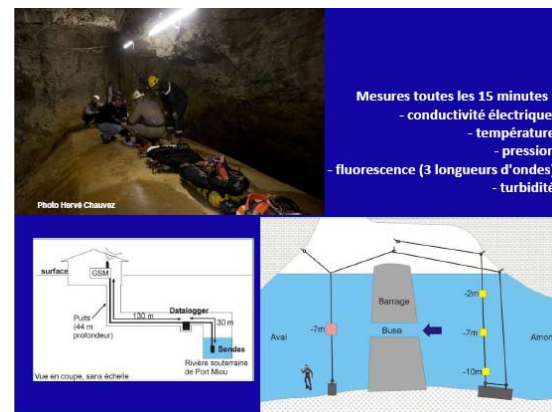 Mesures toutes les 15 minutes :
- conductivité électrique
- température
- pression
- fluorescence (3 longueurs d'ondes)
- turbidité
Photo Hervé Chauvez
surface
GSM
Puits
(44 m
profondeur)
130 m
Datalogger
30 m
Sondes
Rivière souterraine
de Port Miou
Vue en coupe, sans échelle
Barrage
Buse
Aval
Amon
-7m
-2m
-7m
-10m